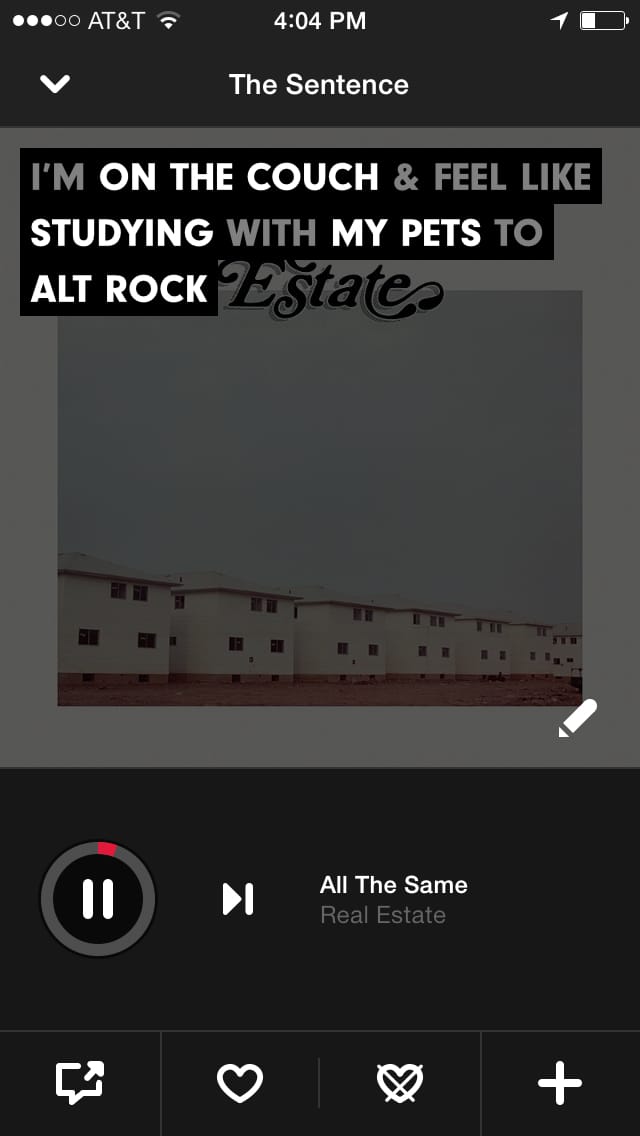 AT&T 4:04 PM
The Sentence
I'M ON THE COUCH & FEEL LIKE
STUDYING WITH MY PETS TO
ALT ROCK
Estate
All The Same
Real Estate